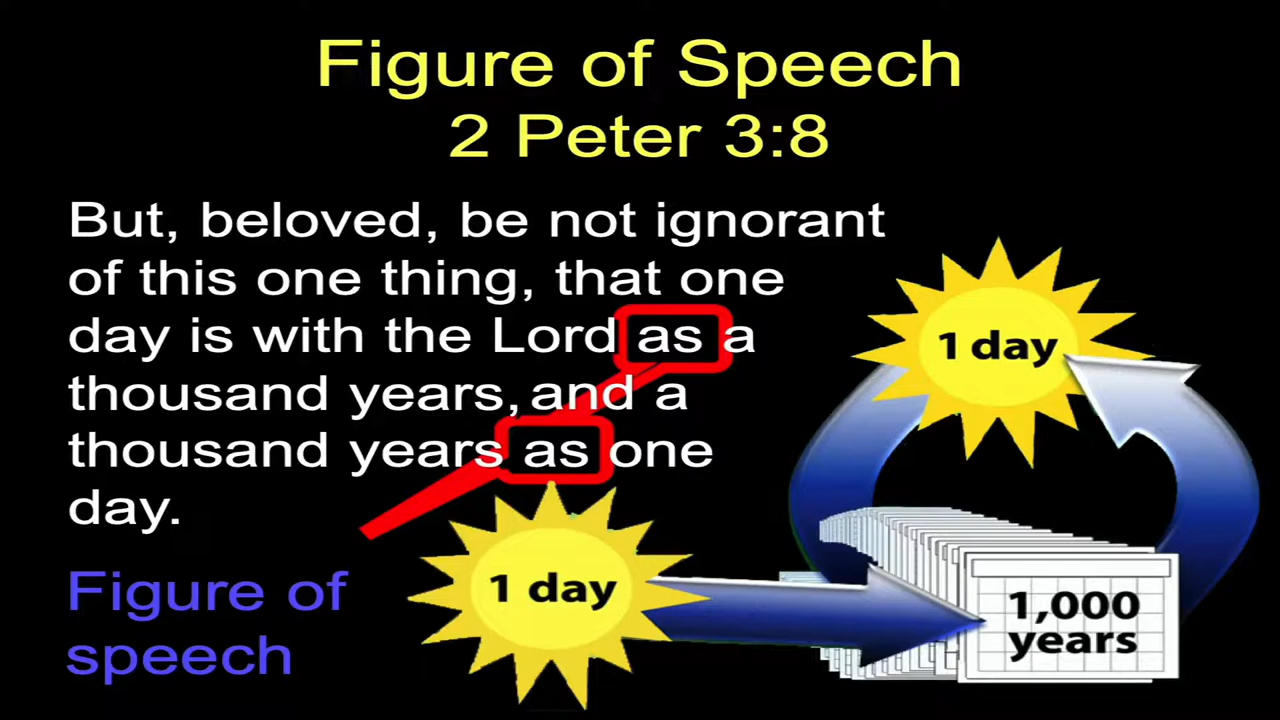 Figure of Speech
2 Peter 3:8
But, beloved, be not ignorant
of this one thing, that one
day is with the Lord as a
thousand years, and a
thousand years as one
day.
Figure of
speech
1 day
1 day
1,000
years